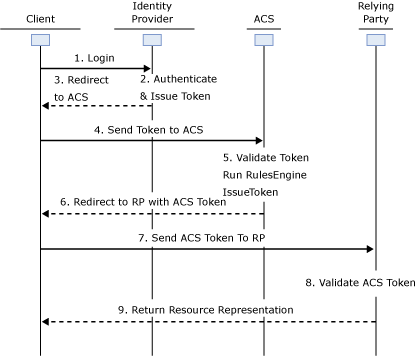 Client
Identity
Provider
ACS
Relying
Party
1. Login
2. Authenticate
& Issue Token
3. Redirect
to ACS
4. Send Token to ACS
5. Validate Token
Run RulesEngine
IssueToken
6. Redirect to RP with ACS Token
7. Send ACS Token To RP
8. Validate ACS Token
9. Return Resource Representation